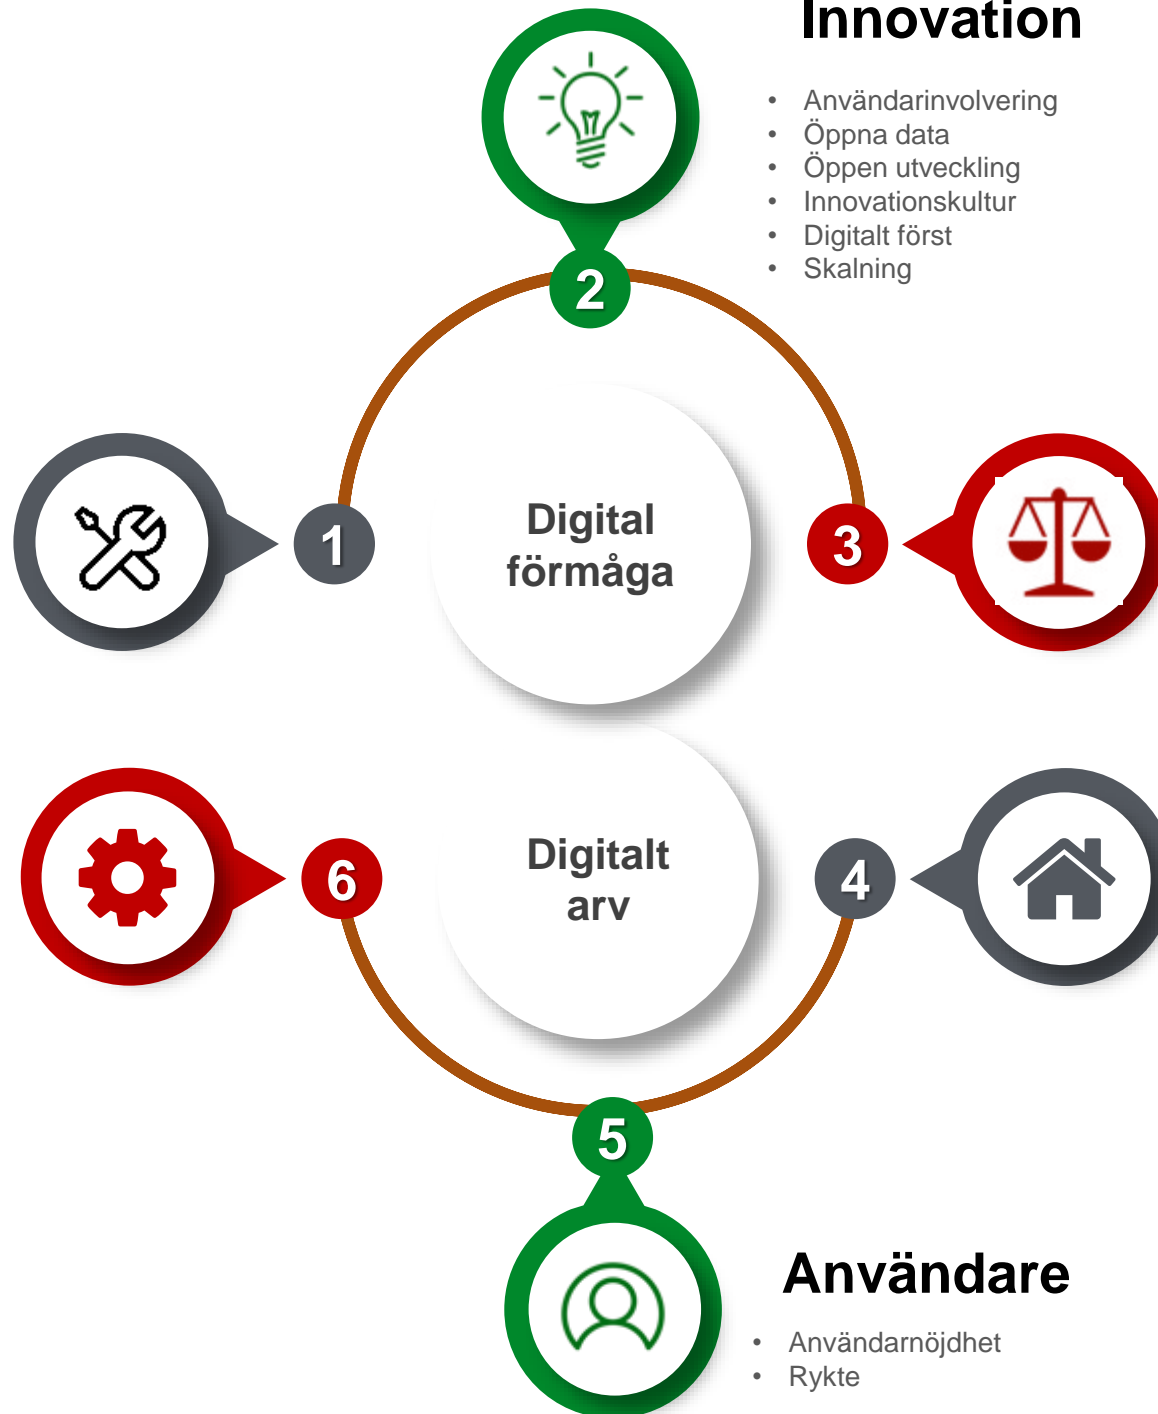 Innovation
• Användarinvolvering
• Öppna data
• Öppen utveckling
• Innovationskultur
• Digitalt först
• Skalning
2
1
Digital
förmåga
3
6
Digitalt
arv
4
5
Användare
• Användarnöjdhet
• Rykte